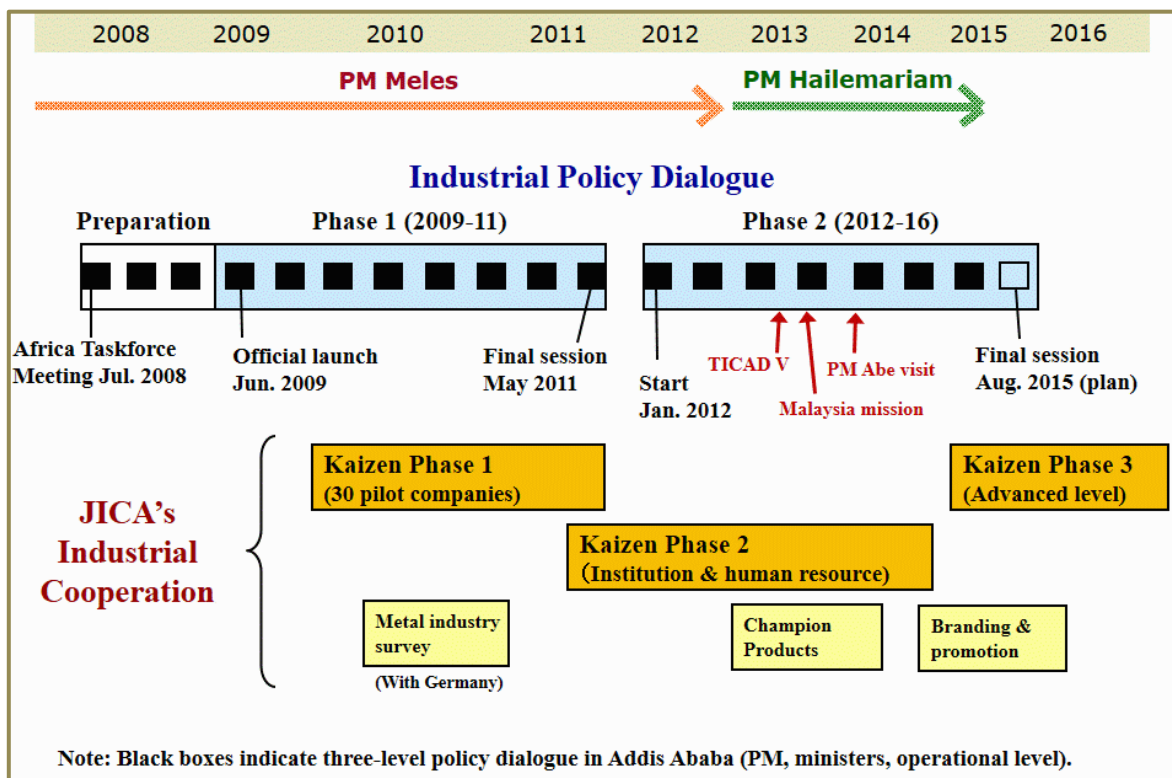 2008 2009 2010 2011 2012 2013 2014 2015 2016
PM Meles
PM Hailemariam
Industrial Policy Dialogue
Preparation
Phase 1 (2009-11)
Phase 2 (2012-16)
Africa Taskforce
Meeting Jul. 2008
Official launch
Jun. 2009
Final session
May 2011
Start
Jan. 2012
TICAD V
Malaysia mission
PM Abe visit
Final session
Aug. 2015 (plan)
JICA's
Industrial
Cooperation
Kaizen Phase 1
(30 pilot companies)
Kaizen Phase 2
(Institution & human resource)
Kaizen Phase 3
(Advanced level)
Metal industry
survey
(With Germany)
Champion
Products
Branding &
promotion
Note: Black boxes indicate three-level policy dialogue in Addis Ababa (PM, ministers, operational level).